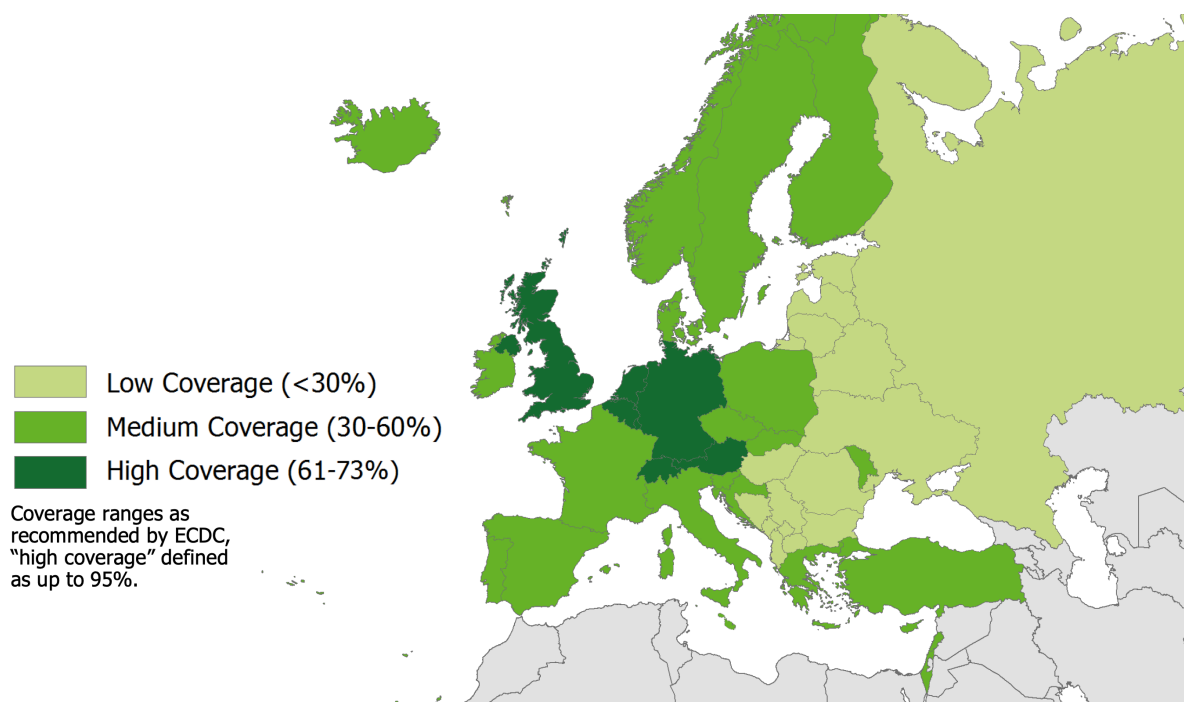 Low Coverage (<30%)
Medium Coverage (30-60%)
High Coverage (61-73%)
Coverage ranges as
recommended by ECDC,
“high coverage” defined
as up to 95%.